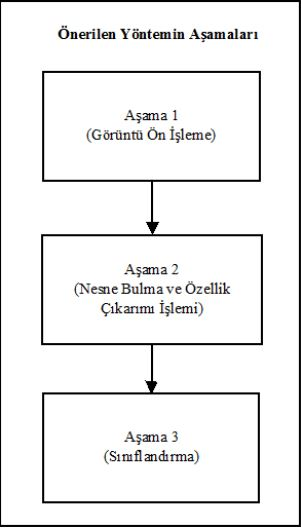 Önerilen Yöntemin Aşamaları
Aşama 1
(Görüntü Ön İşleme)
Aşama 2
(Nesne Bulma ve Özellik
Çıkarımı İşlemi)
Aşama 3
(Sınıflandırma)